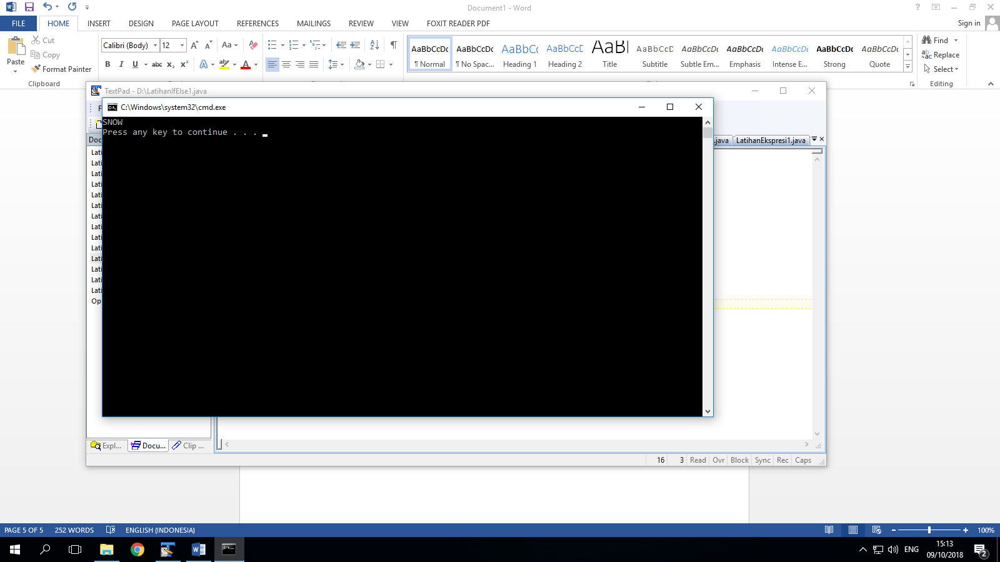 Document1 - Word
FILE HOME INSERT DESIGN PAGE LAYOUT REFERENCES MAILINGS REVIEW VIEW FOXIT READER PDF Sign in
Paste
Cut
Copy
Format Painter
Clipboard
Calibri (Body) 12
AaBbCcDc AaBbCcDc AaBbCc AaBbCcD AaBl AaBbCcD AaBbCcDc AaBbCcDc AaBbCcDc AaBbCcDc AaBbCcDc
¶ Normal ¶ No Spac... Heading 1 Heading 2 Title Subtitle Subtle Em... Emphasis Intense E... Strong Quote
Find
Replace
Select
Editing
TextPad - D:\LatihanIfElse1.java
C:\Windows\system32\cmd.exe
SNOW
Press any key to continue . . .
Doc
.java LatihanEkspresi1.java
Lati
Lati
Lati
Lati
Lati
Lati
Lati
Lati
Lati
Lati
Lati
Lati
Lati
Lati
Op
Expl... Docu... Clip ...
16 3 Read Ovr Block Sync Rec Caps
PAGE 5 OF 5 252 WORDS ENGLISH (INDONESIA) 100%
ENG
15:13
09/10/2018
2